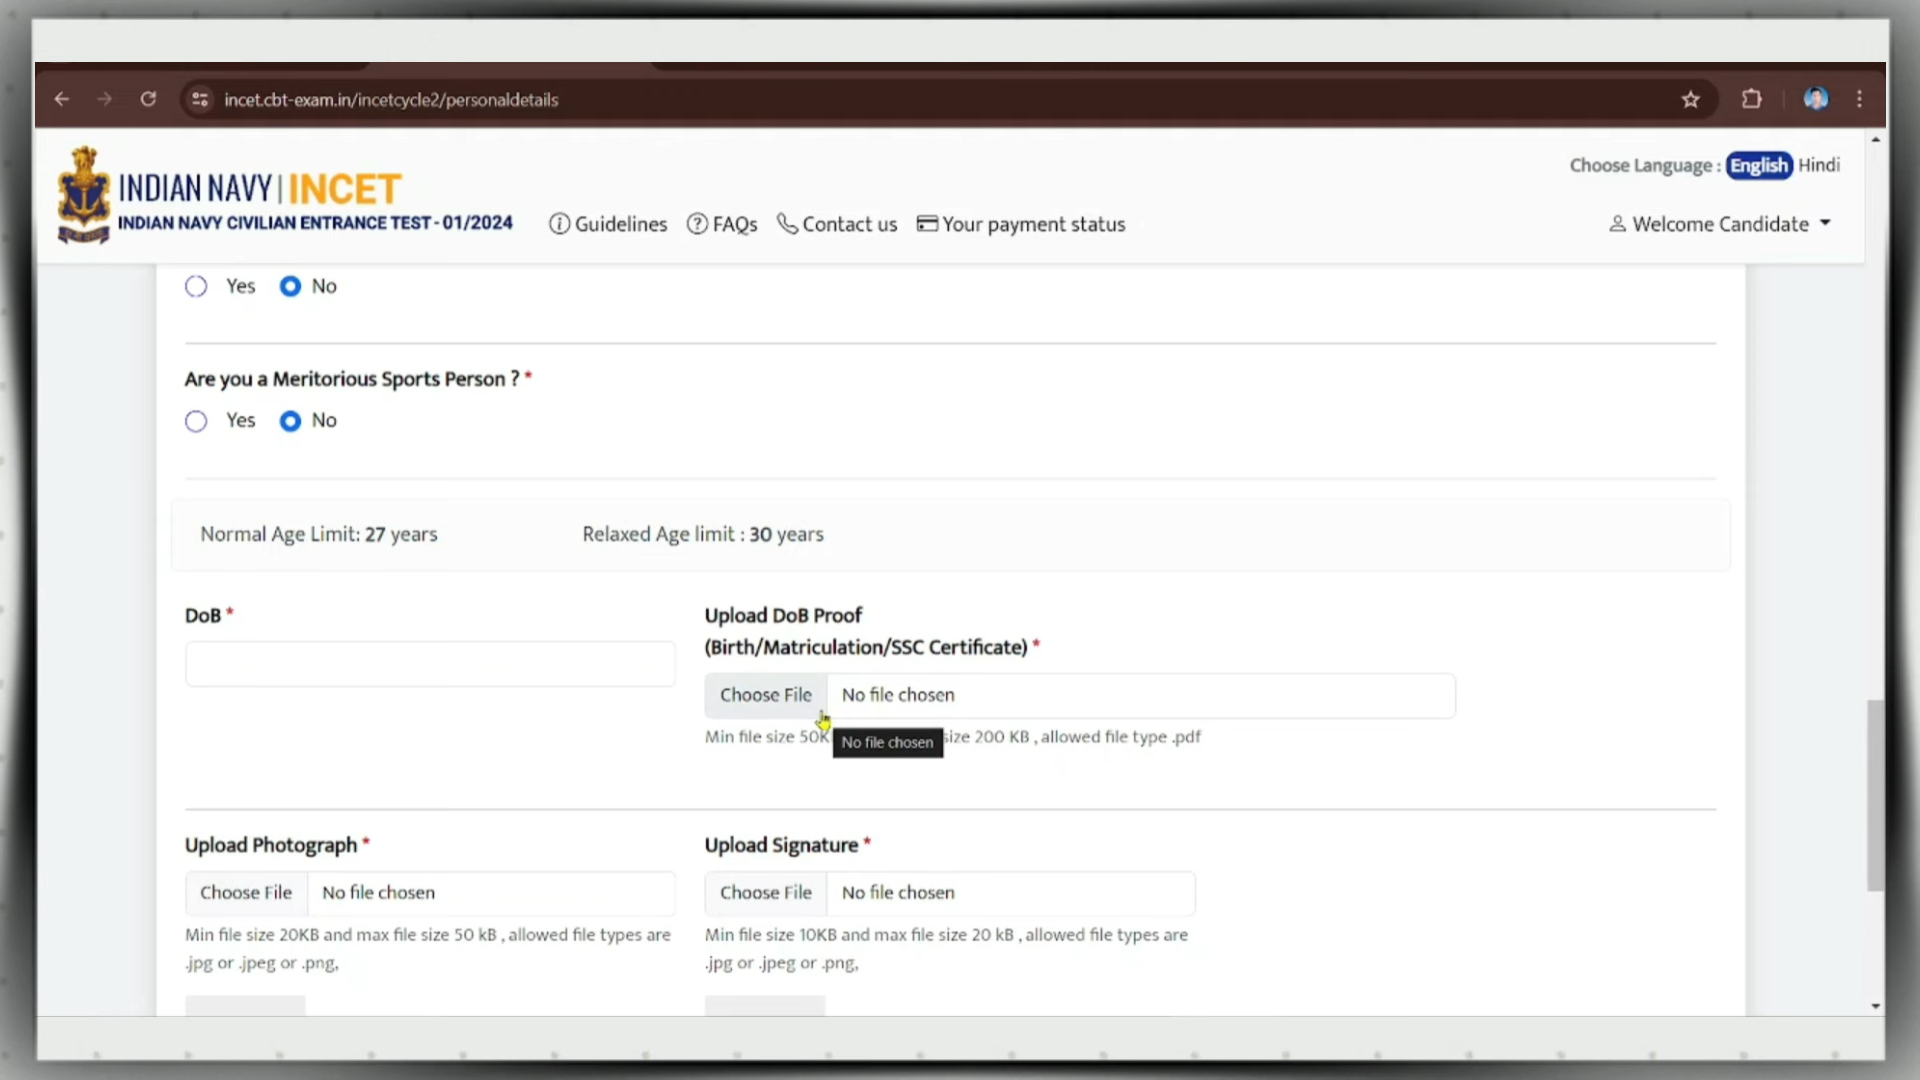 incet.cbt-exam.in/incetcycle2/personaldetails
Choose Language : English Hindi
INDIAN NAVY | INCET
INDIAN NAVY CIVILIAN ENTRANCE TEST - 01/2024
Guidelines FAQs Contact us Your payment status Welcome Candidate
Yes No
Are you a Meritorious Sports Person ? *
Yes No
Normal Age Limit: 27 years Relaxed Age limit : 30 years
DoB * Upload DoB Proof
(Birth/Matriculation/SSC Certificate) *
Choose File No file chosen
Min file size 50K size 200 KB , allowed file type .pdf
No file chosen
Upload Photograph * Upload Signature *
Choose File No file chosen Choose File No file chosen
Min file size 20KB and max file size 50 kB , allowed file types are Min file size 10KB and max file size 20 kB , allowed file types are
.jpg or .jpeg or .png, .jpg or .jpeg or .png,